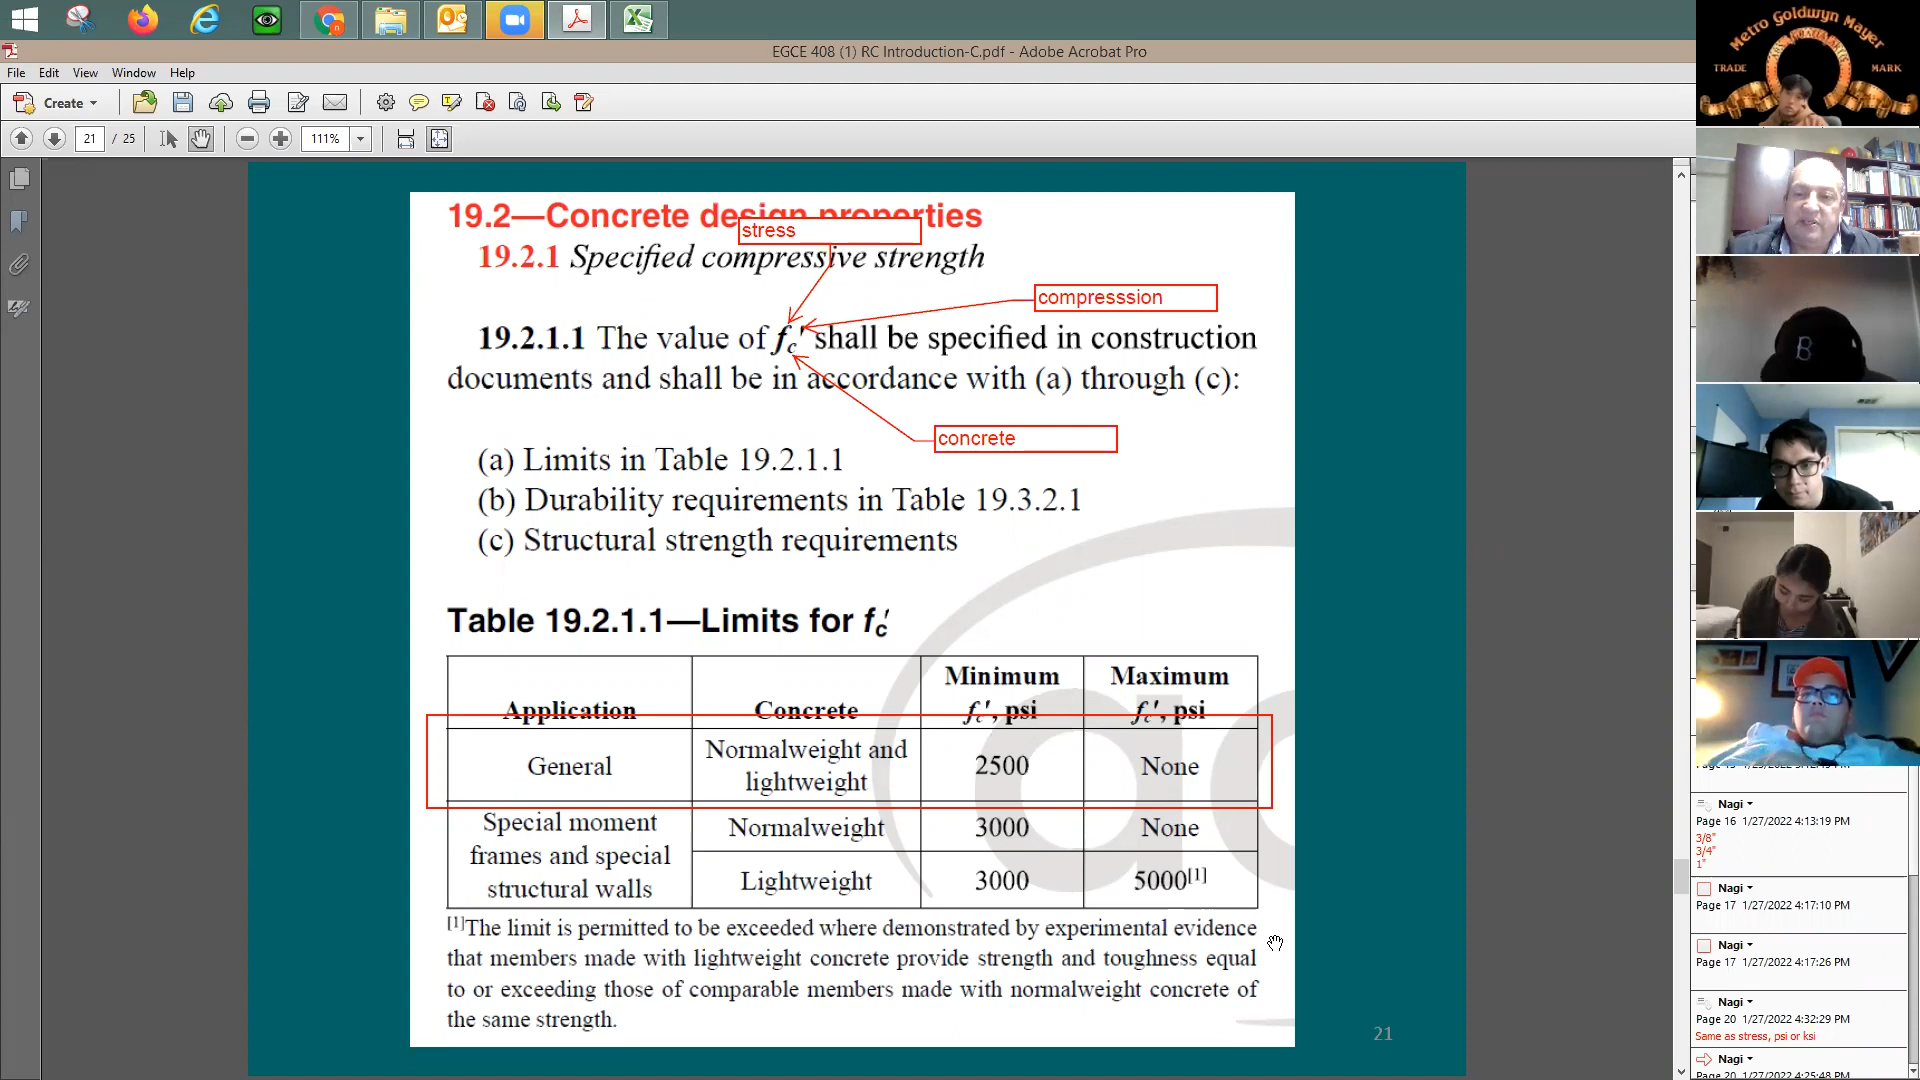 EGCE 408 (1) RC Introduction-C.pdf - Adobe Acrobat Pro
File Edit View Window Help
Create
21 / 25
111%
19.2—Concrete design properties
stress
19.2.1 Specified compressive strength
compresssion
19.2.1.1 The value of fc′ shall be specified in construction
documents and shall be in accordance with (a) through (c):
concrete
(a) Limits in Table 19.2.1.1
(b) Durability requirements in Table 19.3.2.1
(c) Structural strength requirements
Table 19.2.1.1—Limits for fc′
Application Concrete Minimum fc′, psi Maximum fc′, psi
General Normalweight and lightweight 2500 None
Special moment frames and special structural walls Normalweight 3000 None
Lightweight 3000 5000[1]
[1]The limit is permitted to be exceeded where demonstrated by experimental evidence
that members made with lightweight concrete provide strength and toughness equal
to or exceeding those of comparable members made with normalweight concrete of
the same strength.
21
Metro Goldwyn Mayer
TRADE MARK
B
Nagi
Page 16 1/27/2022 4:13:19 PM
3/8"
3/4"
1"
Nagi
Page 17 1/27/2022 4:17:10 PM
Nagi
Page 17 1/27/2022 4:17:26 PM
Nagi
Page 20 1/27/2022 4:32:29 PM
Same as stress, psi or ksi
Nagi
Page 20 1/27/2022 4:25:48 PM